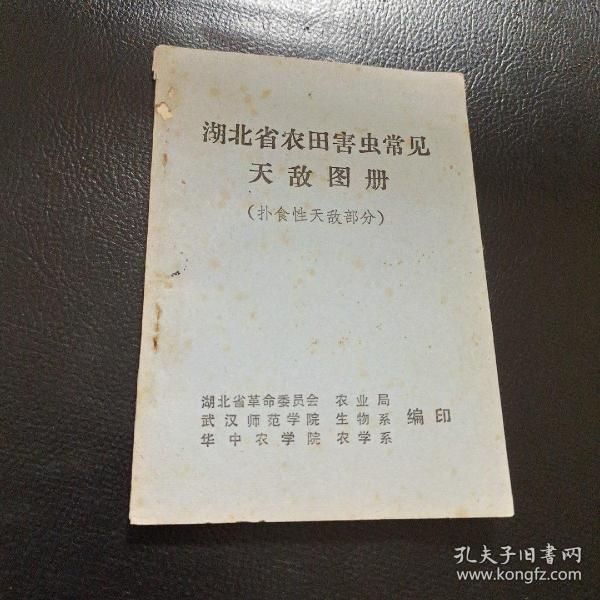 湖北省农田害虫常见
天敌图册
(扑食性天敌部分)
湖北省革命委员会 农业局
武汉师范学院 生物系 编印
华中农学院 农学系
孔夫子旧书网
www.kongfz.com